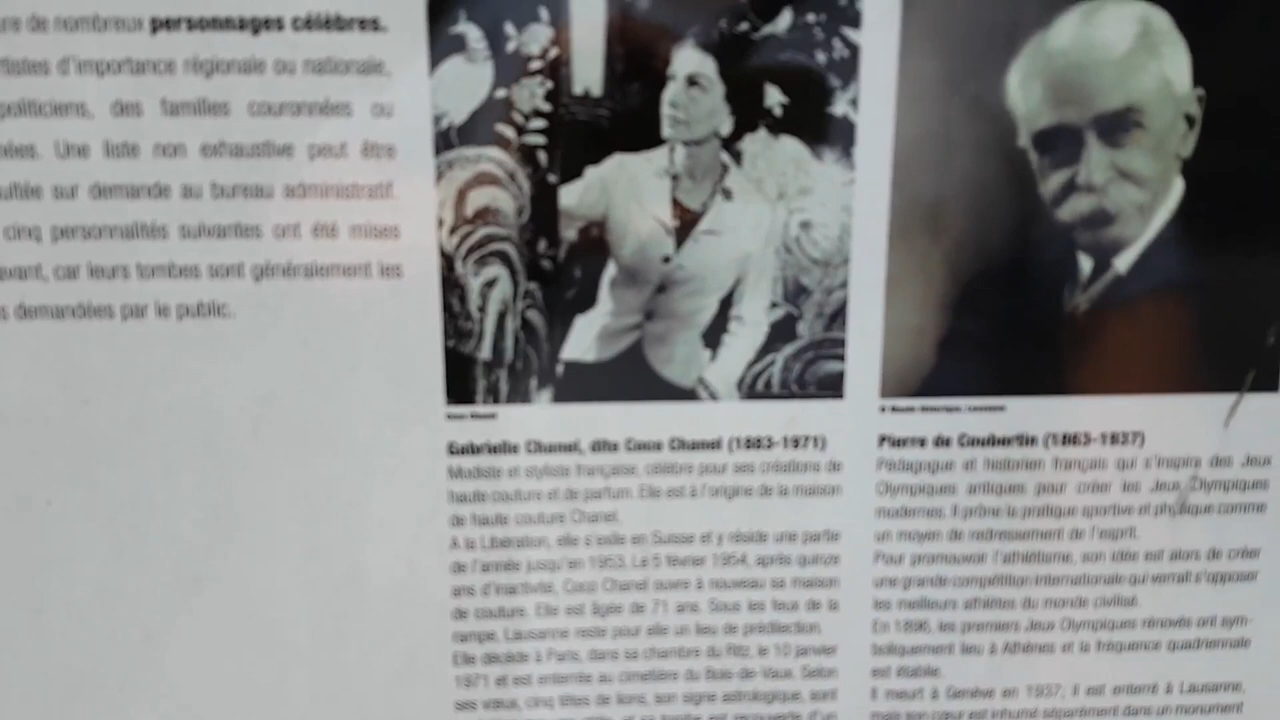 de nombreux personnages célèbres.
d'importance régionale ou nationale,
politiciens, des familles couronnées ou
Une liste non exhaustive peut être
sur demande au bureau administratif.
cinq personnalités suivantes ont été mises
avant, car leurs tombes sont généralement les
demandées par le public.
Gabrielle Chanel, dite Coco Chanel (1883-1971)
Modiste et styliste française, célèbre pour ses créations de
haute couture et de parfum. Elle est à l'origine de la maison
de haute couture Chanel.
A la Libération, elle s'exile en Suisse et y réside une partie
de l'année jusqu'en 1953. Le 5 février 1954, après quinze
ans d'inactivité, Coco Chanel ouvre à nouveau sa maison
de couture. Elle est âgée de 71 ans. Sous les feux de la
rampe, Lausanne reste pour elle un lieu de prédilection.
Elle décède à Paris, dans sa chambre du Ritz, le 10 janvier
1971 et est enterrée au cimetière du Bois-de-Vaux. Selon
ses vœux, cinq têtes de lions, son signe astrologique, sont
Pierre de Coubertin (1863-1937)
Pédagogue et historien français qui s'inspire des Jeux
Olympiques antiques pour créer les Jeux Olympiques
modernes. Il prône la pratique sportive et physique comme
un moyen de redressement de l'esprit.
Pour promouvoir l'athlétisme, son idée est alors de créer
une grande compétition internationale qui verrait s'opposer
les meilleurs athlètes du monde civilisé.
En 1896, les premiers Jeux Olympiques rénovés ont sym-
boliquement lieu à Athènes et la fréquence quadriennale
est établie.
Il meurt à Genève en 1937; il est enterré à Lausanne,
mais son cœur est inhumé séparément dans un monument